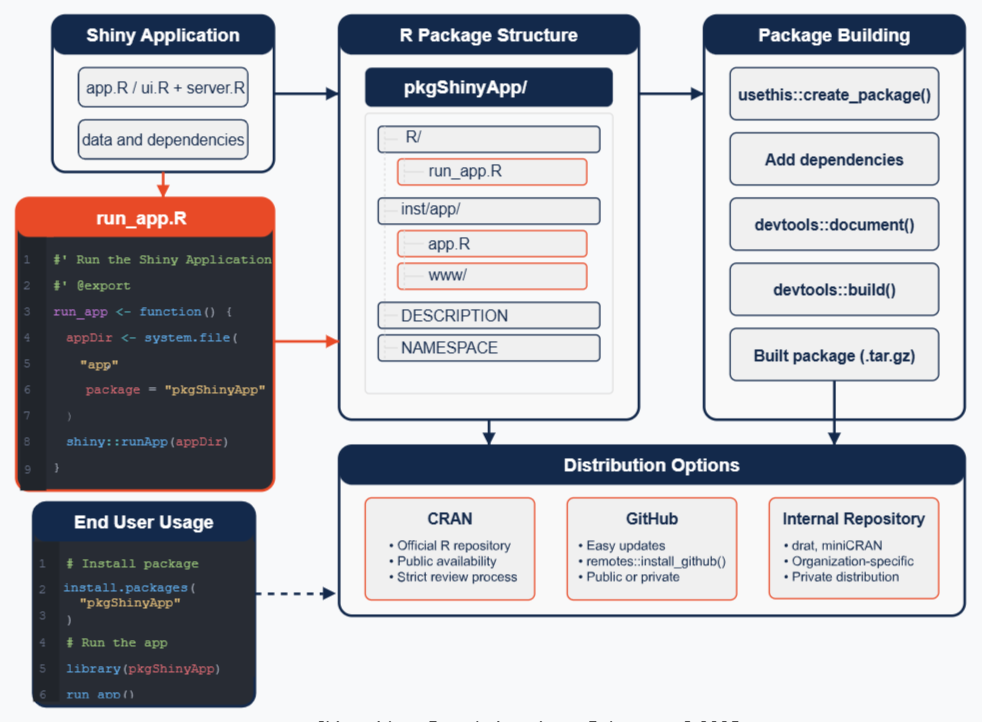 Shiny Application
app.R / ui.R + server.R
data and dependencies
run_app.R
1 #' Run the Shiny Application
2 #' @export
3 run_app <- function() {
4 appDir <- system.file(
5 "app"
6 package = "pkgShinyApp"
7 )
8 shiny::runApp(appDir)
9 }
End User Usage
1 # Install package
2 install.packages(
"pkgShinyApp"
3 )
4 # Run the app
5 library(pkgShinyApp)
6 run_app()
R Package Structure
pkgShinyApp/
R/
run_app.R
inst/app/
app.R
www/
DESCRIPTION
NAMESPACE
Package Building
usethis::create_package()
Add dependencies
devtools::document()
devtools::build()
Built package (.tar.gz)
Distribution Options
CRAN
• Official R repository
• Public availability
• Strict review process
GitHub
• Easy updates
• remotes::install_github()
• Public or private
Internal Repository
• drat, miniCRAN
• Organization-specific
• Private distribution